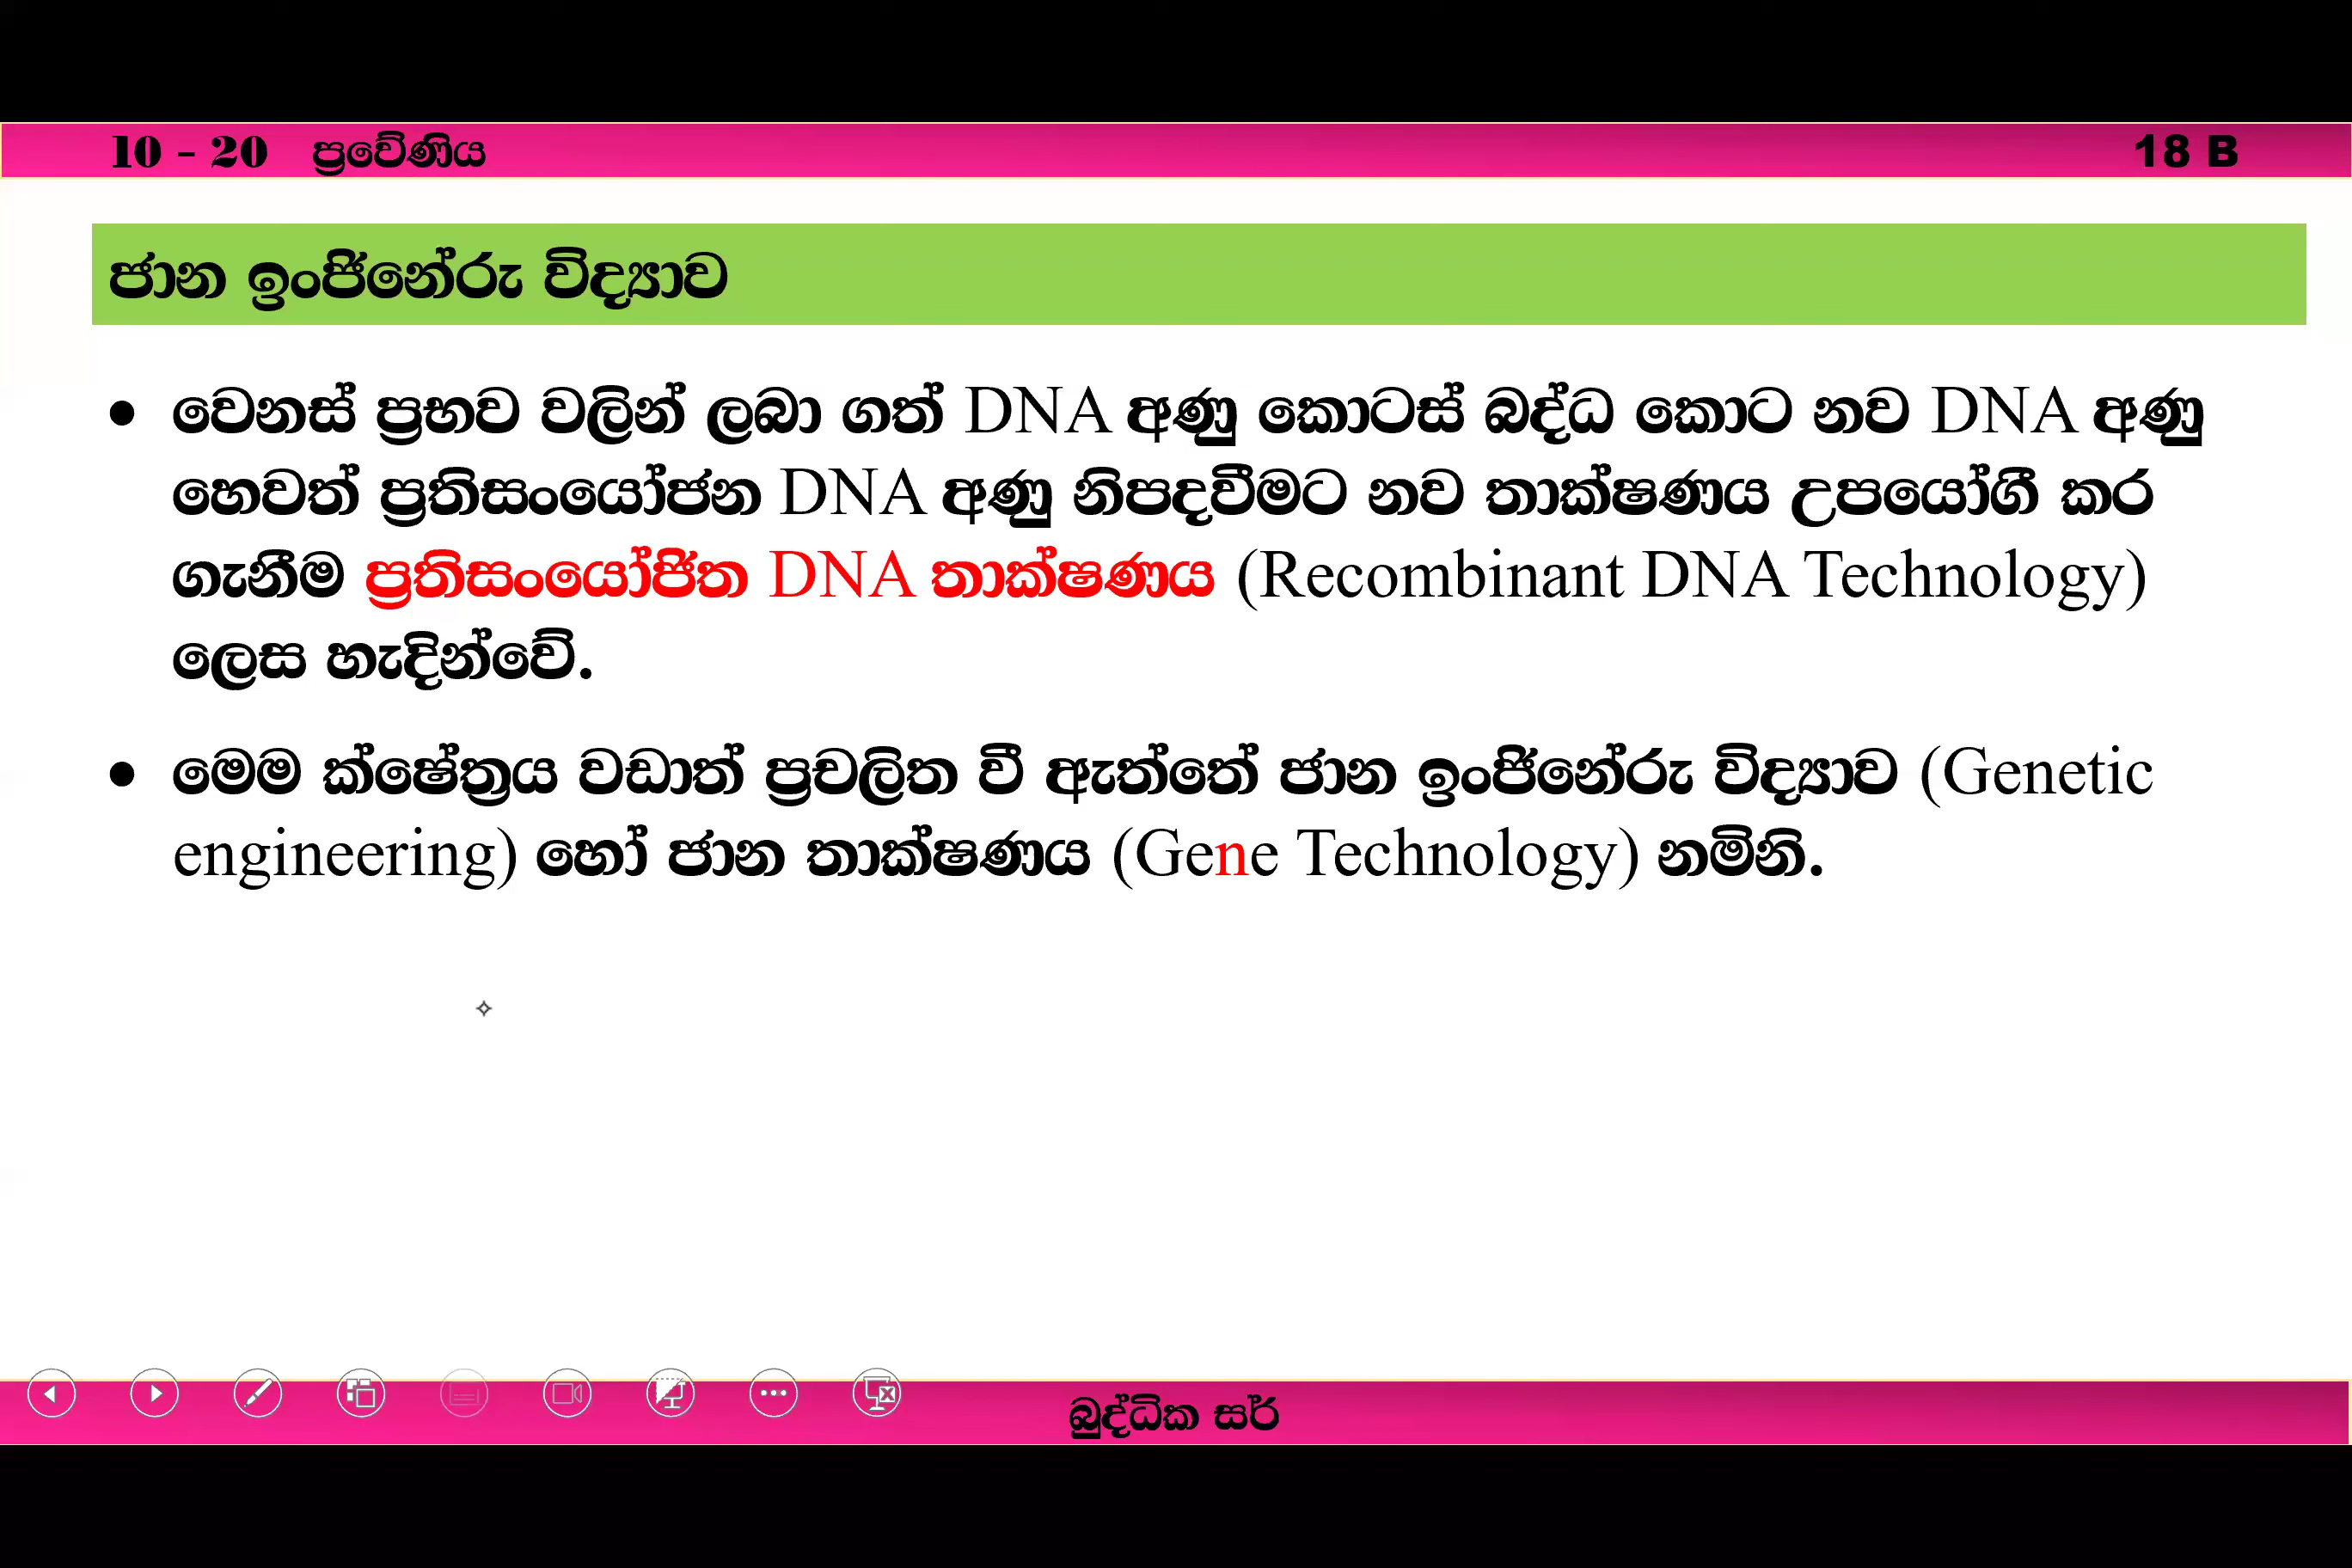 10 - 20 ප්‍රවේණිය
18 B
ජාන ඉංජිනේරු විද්‍යාව
• වෙනස් ප්‍රභව වලින් ලබා ගත් DNA අණු කොටස් බද්ධ කොට නව DNA අණු
හෙවත් ප්‍රතිසංයෝජන DNA අණු නිපදවීමට නව තාක්ෂණය උපයෝගී කර
ගැනීම ප්‍රතිසංයෝජිත DNA තාක්ෂණය (Recombinant DNA Technology)
ලෙස හැදින්වේ.
• මෙම ක්ෂේත්‍රය වඩාත් ප්‍රචලිත වී ඇත්තේ ජාන ඉංජිනේරු විද්‍යාව (Genetic
engineering) හෝ ජාන තාක්ෂණය (Gene Technology) නමිනි.
බුද්ධික සර්